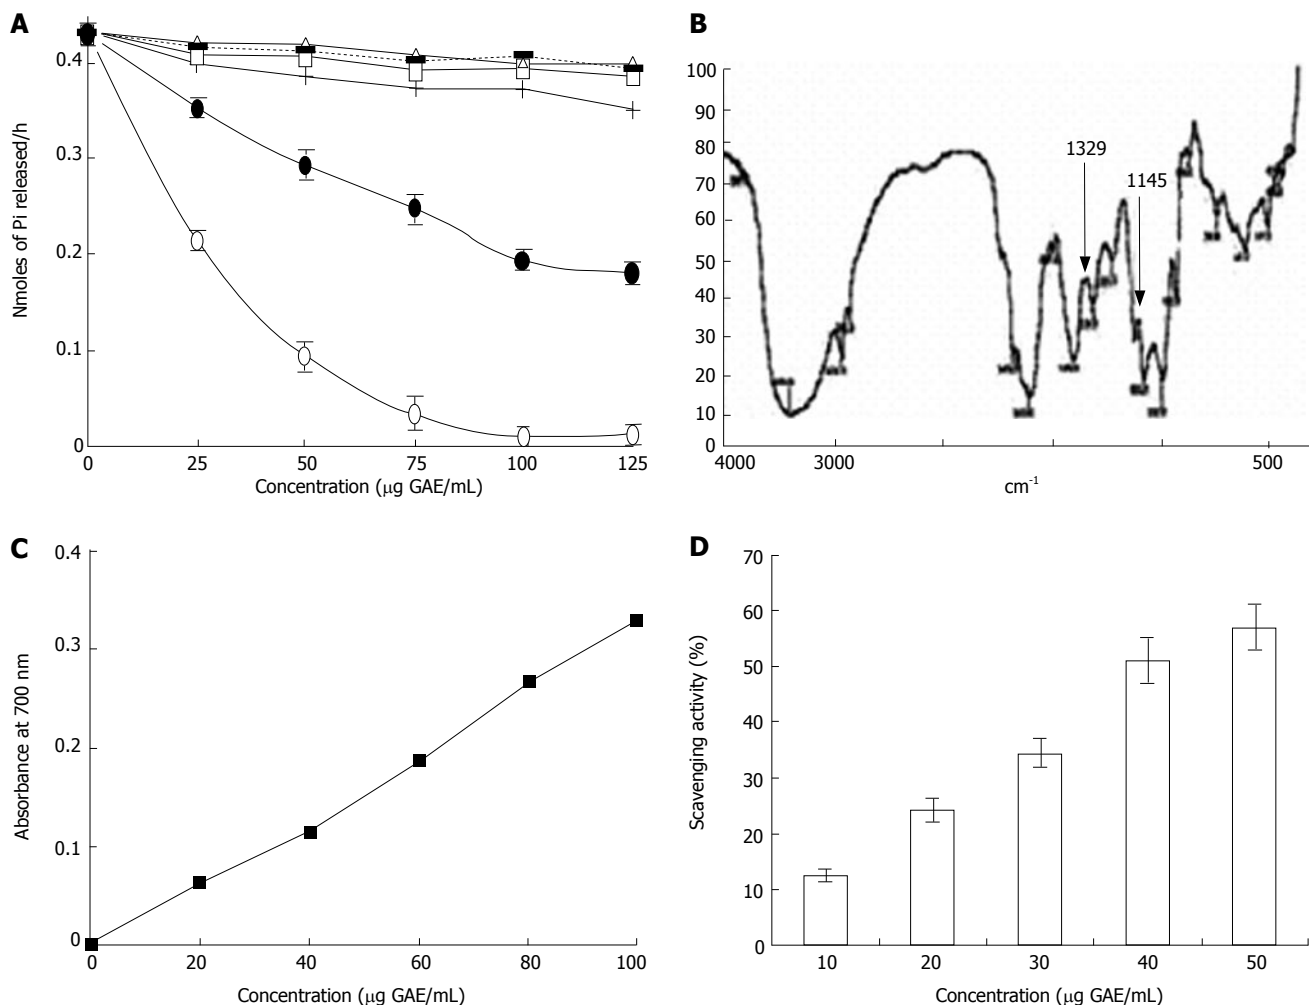 A
0.4
0.3
0.2
0.1
0
Nmoles of Pi released/h
0 25 50 75 100 125
Concentration (μg GAE/mL)
B
100
90
80
70
60
50
40
30
20
10
0
1329
1145
4000 3000 500
cm-1
C
0.4
0.3
0.2
0.1
0
Absorbance at 700 nm
0 20 40 60 80 100
Concentration (μg GAE/mL)
D
70
60
50
40
30
20
10
0
Scavenging activity (%)
10 20 30 40 50
Concentration (μg GAE/mL)